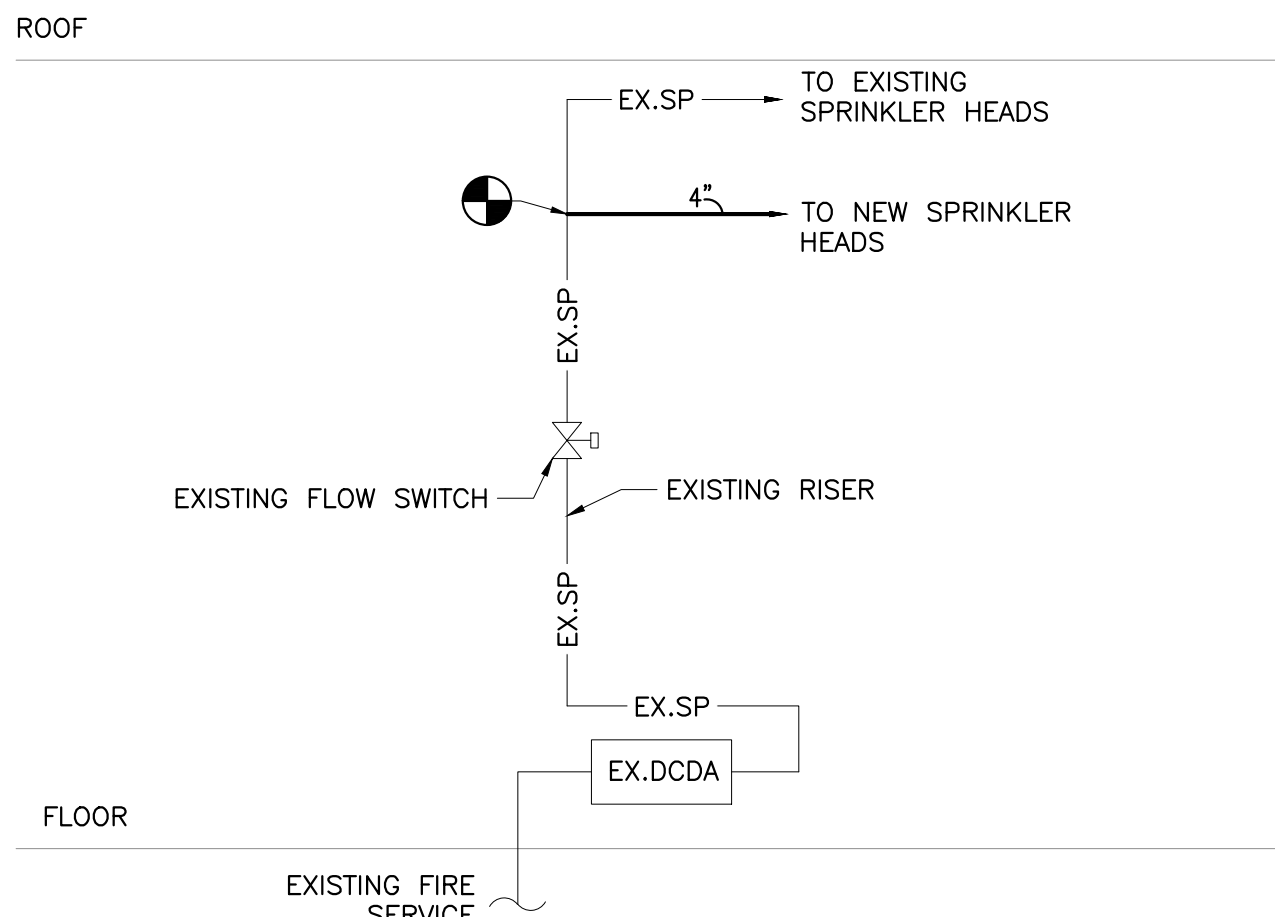 ROOF
EX.SP
TO EXISTING
SPRINKLER HEADS
4"
TO NEW SPRINKLER
HEADS
EX.SP
EXISTING FLOW SWITCH
EXISTING RISER
EX.SP
EX.SP
EX.DCDA
FLOOR
EXISTING FIRE
SERVICE